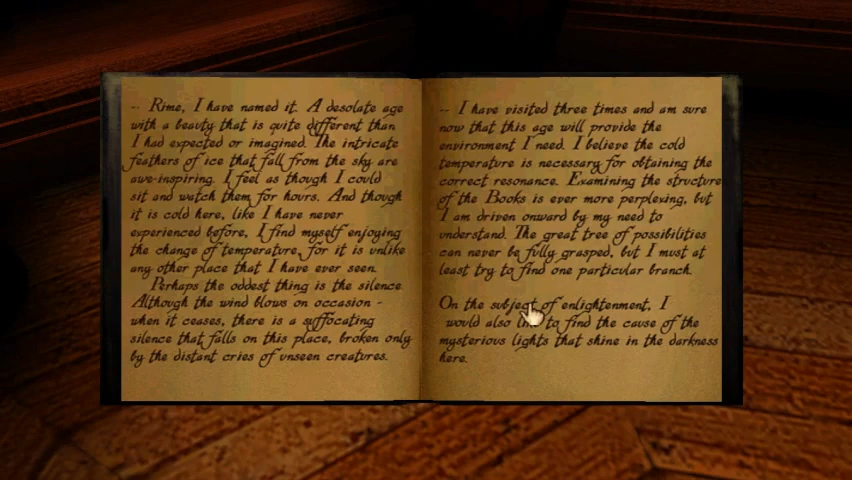 -- Rime, I have named it. A desolate age
with a beauty that is quite different than
I had expected or imagined. The intricate
feathers of ice that fall from the sky are
awe-inspiring. I feel as though I could
sit and watch them for hours. And though
it is cold here, like I have never
experienced before, I find myself enjoying
the change of temperature, for it is unlike
any other place that I have ever seen.
Perhaps the oddest thing is the silence.
Although the wind blows on occasion -
when it ceases, there is a suffocating
silence that falls on this place, broken only
by the distant cries of unseen creatures.
-- I have visited three times and am sure
now that this age will provide the
environment I need. I believe the cold
temperature is necessary for obtaining the
correct resonance. Examining the structure
of the Books is ever more perplexing, but
I am driven onward by my need to
understand. The great tree of possibilities
can never be fully grasped, but I must at
least try to find one particular branch.
On the subject of enlightenment, I
would also like to find the cause of the
mysterious lights that shine in the darkness
here.